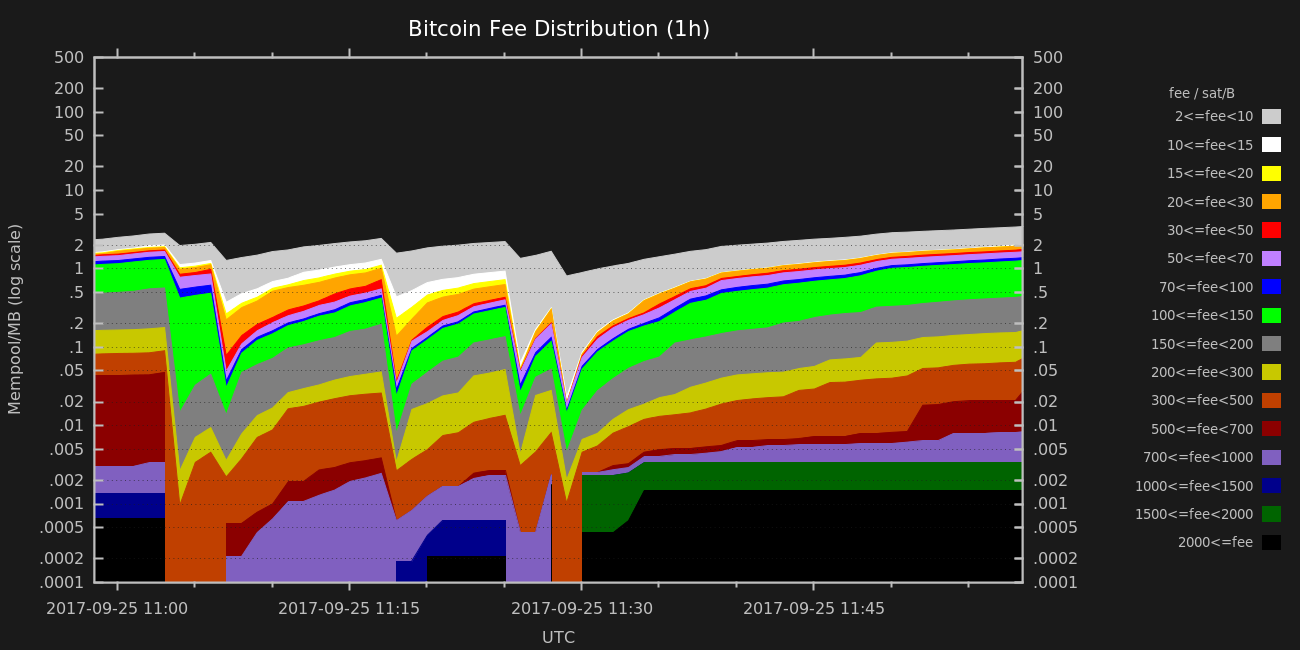 Bitcoin Fee Distribution (1h)
Mempool/MB (log scale)
500
200
100
50
20
10
5
2
1
.5
.2
.1
.05
.02
.01
.005
.002
.001
.0005
.0002
.0001
500
200
100
50
20
10
5
2
1
.5
.2
.1
.05
.02
.01
.005
.002
.001
.0005
.0002
.0001
2017-09-25 11:00 2017-09-25 11:15 2017-09-25 11:30 2017-09-25 11:45
UTC
fee / sat/B
2<=fee<10
10<=fee<15
15<=fee<20
20<=fee<30
30<=fee<50
50<=fee<70
70<=fee<100
100<=fee<150
150<=fee<200
200<=fee<300
300<=fee<500
500<=fee<700
700<=fee<1000
1000<=fee<1500
1500<=fee<2000
2000<=fee